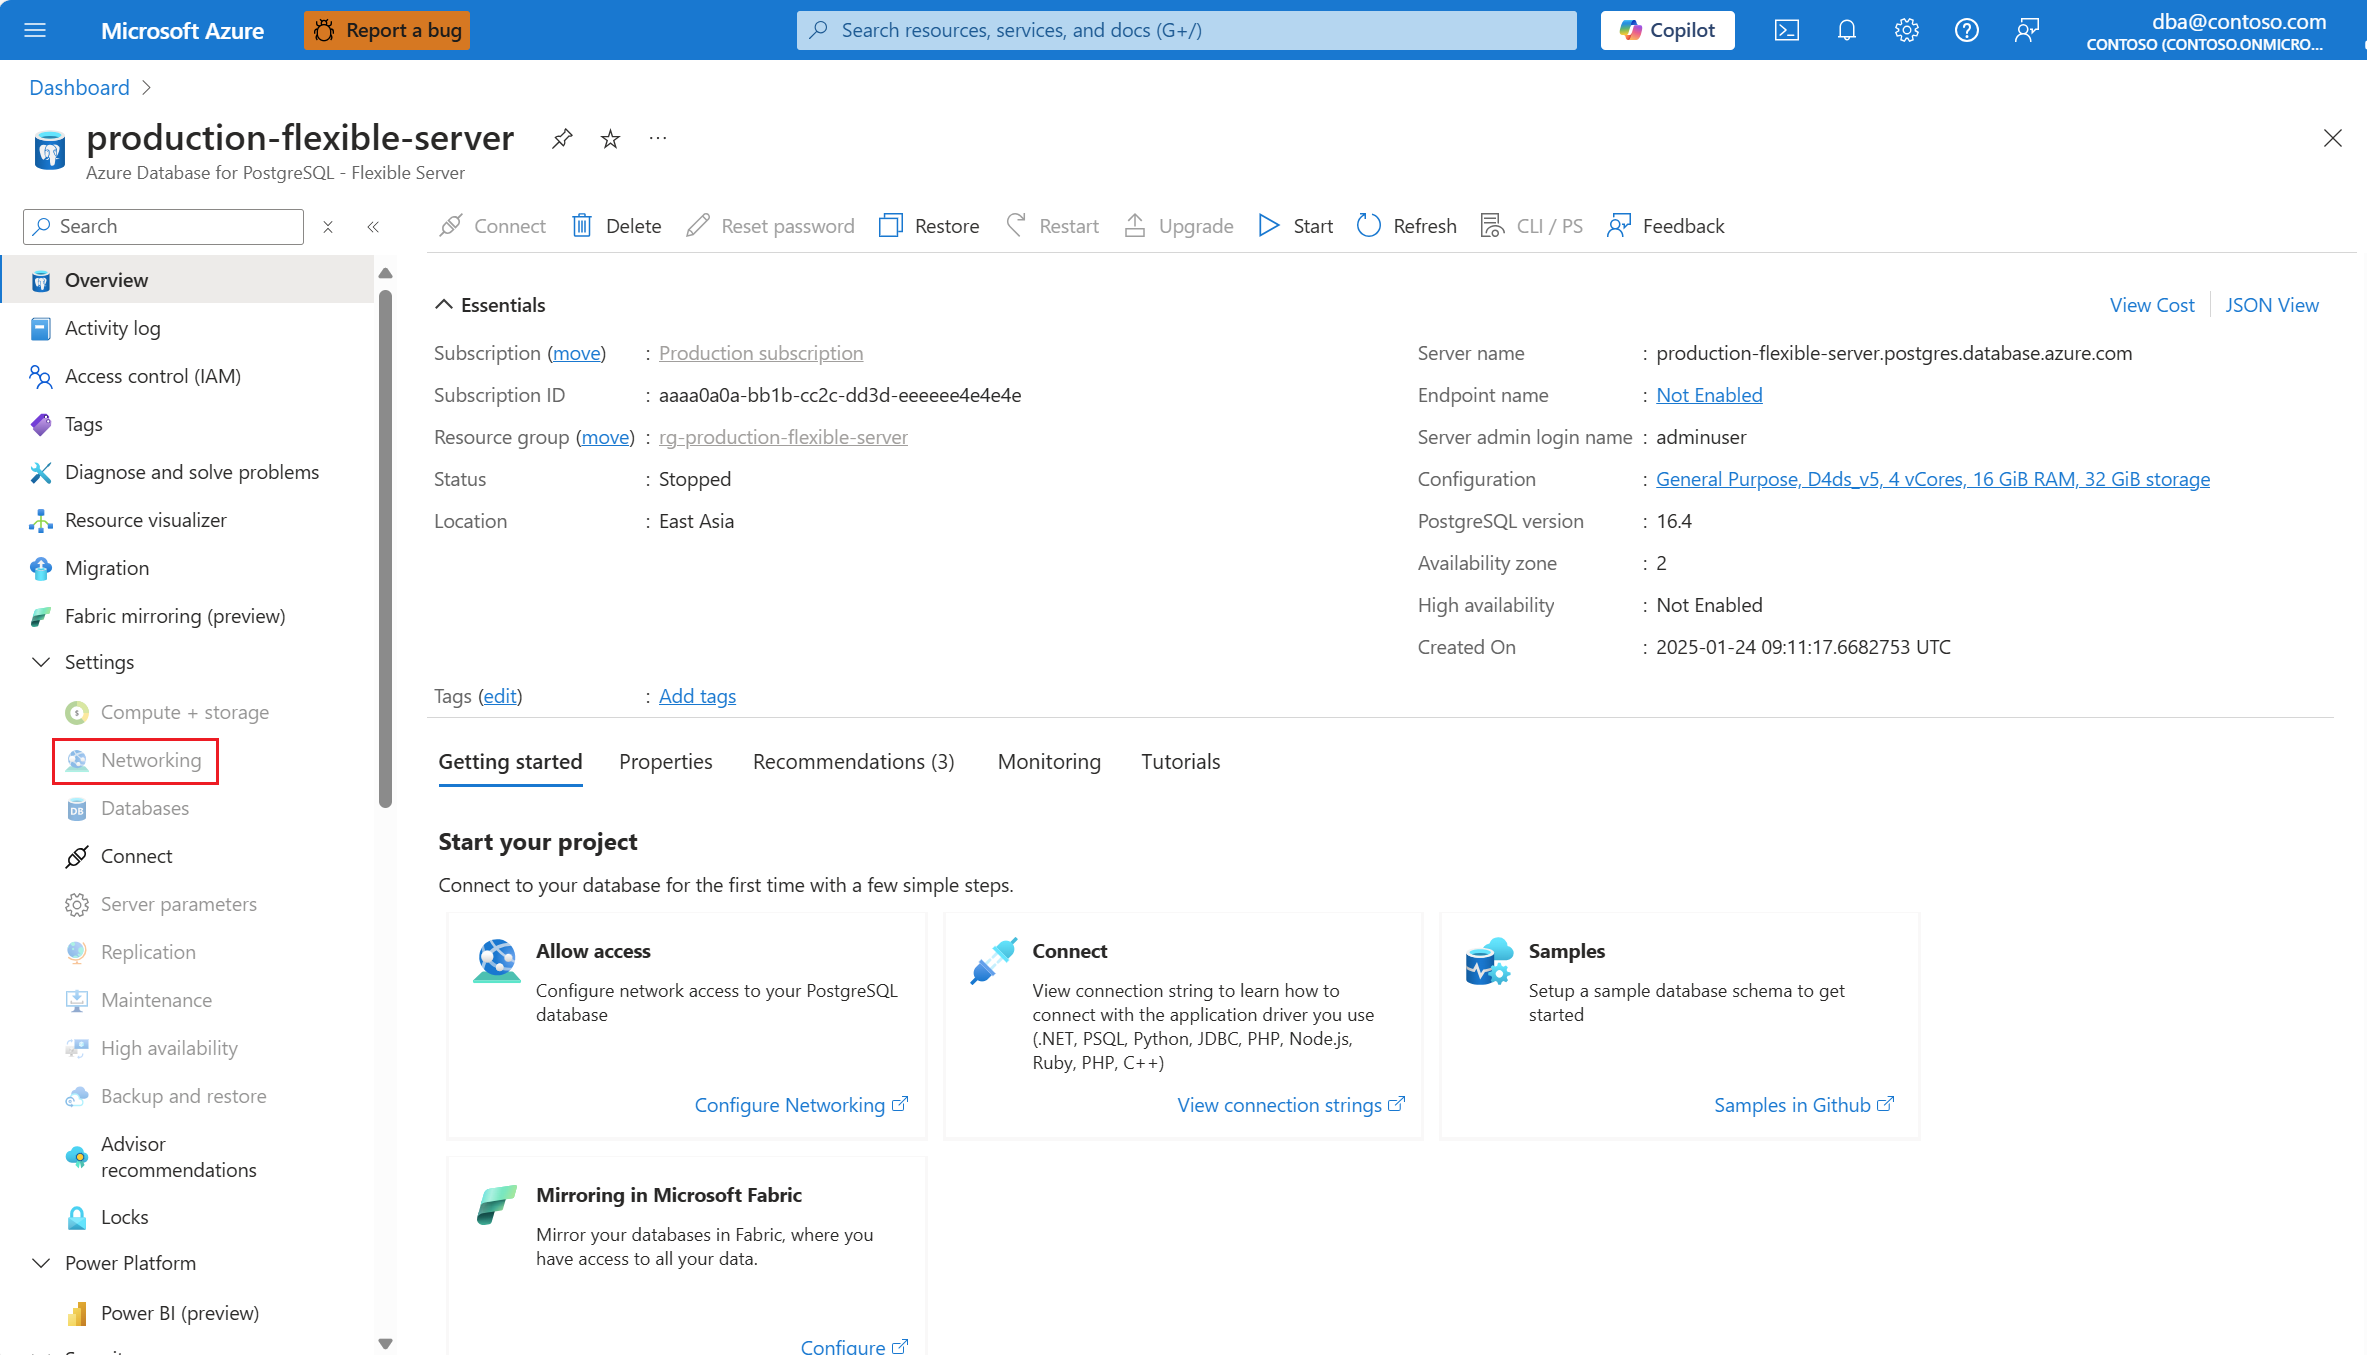 Microsoft Azure
Report a bug
Search resources, services, and docs (G+/)
Copilot
dba@contoso.com
CONTOSO (CONTOSO.ONMICRO...
Dashboard
production-flexible-server
Azure Database for PostgreSQL - Flexible Server
Search
Connect
Delete
Reset password
Restore
Restart
Upgrade
Start
Refresh
CLI / PS
Feedback
Overview
Activity log
Access control (IAM)
Tags
Diagnose and solve problems
Resource visualizer
Migration
Fabric mirroring (preview)
Settings
Compute + storage
Networking
Databases
Connect
Server parameters
Replication
Maintenance
High availability
Backup and restore
Advisor
recommendations
Locks
Power Platform
Power BI (preview)
Essentials
View Cost
JSON View
Subscription (move) : Production subscription
Subscription ID : aaaa0a0a-bb1b-cc2c-dd3d-eeeeee4e4e4e
Resource group (move) : rg-production-flexible-server
Status : Stopped
Location : East Asia
Server name : production-flexible-server.postgres.database.azure.com
Endpoint name : Not Enabled
Server admin login name : adminuser
Configuration : General Purpose, D4ds_v5, 4 vCores, 16 GiB RAM, 32 GiB storage
PostgreSQL version : 16.4
Availability zone : 2
High availability : Not Enabled
Created On : 2025-01-24 09:11:17.6682753 UTC
Tags (edit) : Add tags
Getting started
Properties
Recommendations (3)
Monitoring
Tutorials
Start your project
Connect to your database for the first time with a few simple steps.
Allow access
Configure network access to your PostgreSQL
database
Configure Networking
Connect
View connection string to learn how to
connect with the application driver you use
(.NET, PSQL, Python, JDBC, PHP, Node.js,
Ruby, PHP, C++)
View connection strings
Samples
Setup a sample database schema to get
started
Samples in Github
Mirroring in Microsoft Fabric
Mirror your databases in Fabric, where you
have access to all your data.
Configure